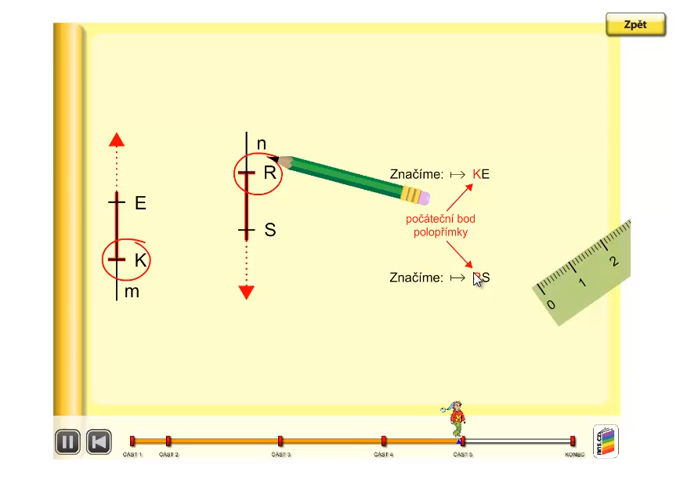 Zpět
n
R
Značíme: ↦ KE
E
počáteční bod
polopřímky
S
K
Značíme: ↦ RS
m
0 1 2
ČÁST 1. ČÁST 2. ČÁST 3. ČÁST 4. ČÁST 5. KONEC